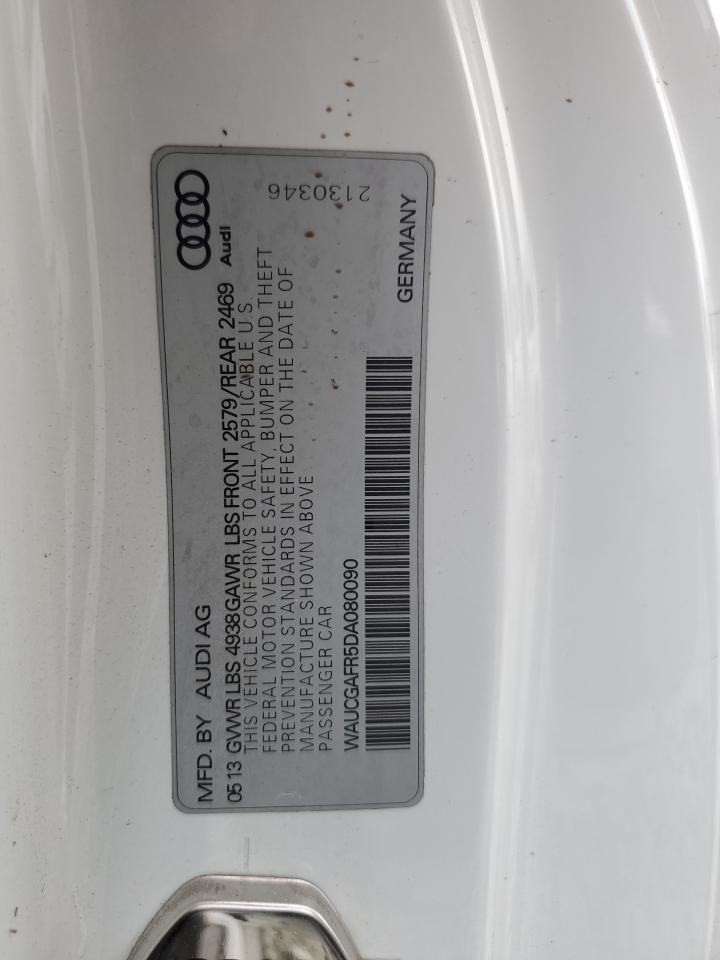 MFD. BY AUDI AG
0513 GVWR LBS 4938 GAWR LBS FRONT 2579/REAR 2469 Audi
THIS VEHICLE CONFORMS TO ALL APPLICABLE U.S.
FEDERAL MOTOR VEHICLE SAFETY, BUMPER AND THEFT
PREVENTION STANDARDS IN EFFECT ON THE DATE OF
MANUFACTURE SHOWN ABOVE
PASSENGER CAR
WAUCGAFR5DA080090
2130346
GERMANY